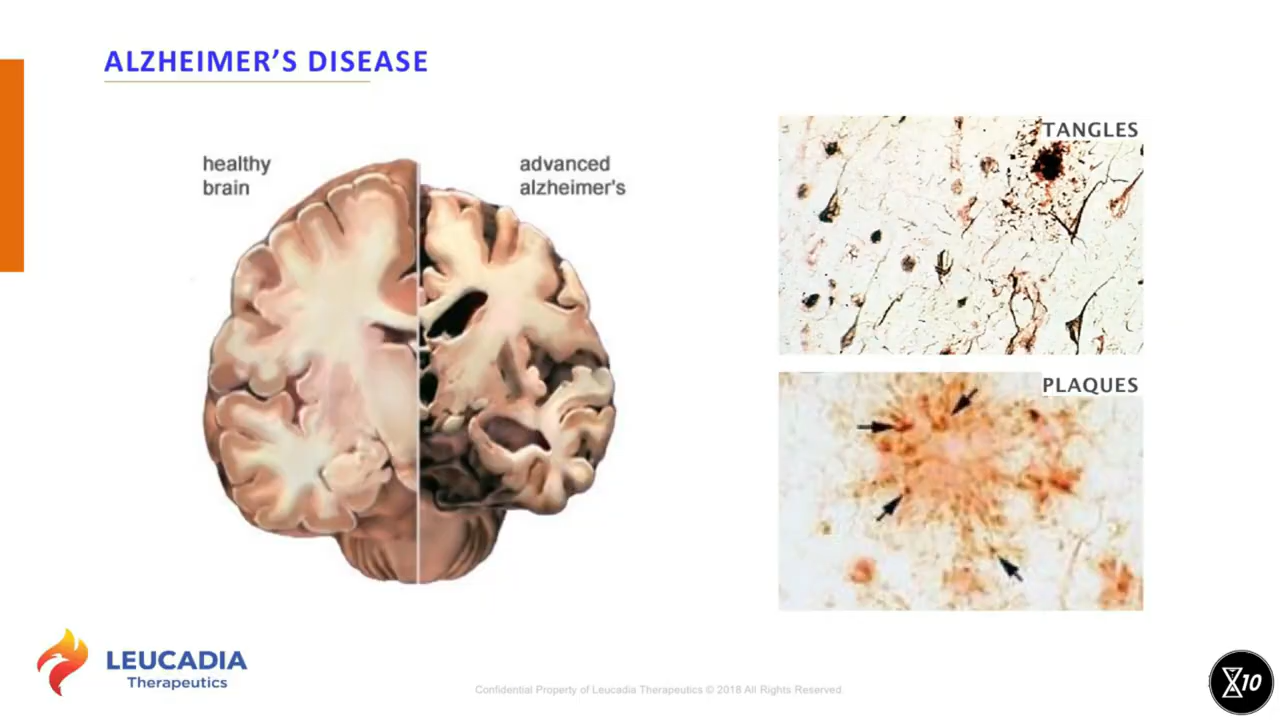 ALZHEIMER’S DISEASE
healthy
brain
advanced
alzheimer's
TANGLES
PLAQUES
LEUCADIA
Therapeutics
Confidential Property of Leucadia Therapeutics © 2018 All Rights Reserved
10